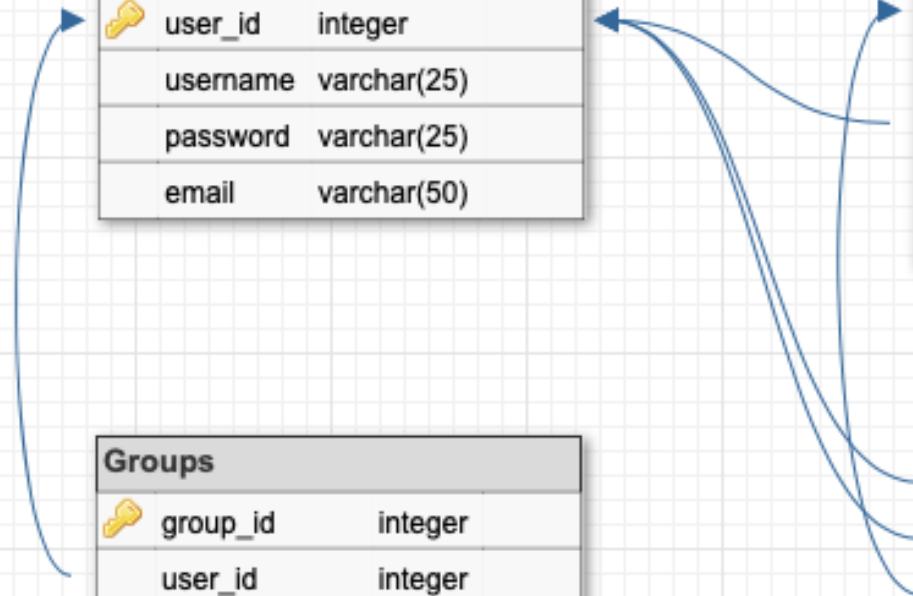 user_id integer
username varchar(25)
password varchar(25)
email varchar(50)
Groups
group_id integer
user_id integer